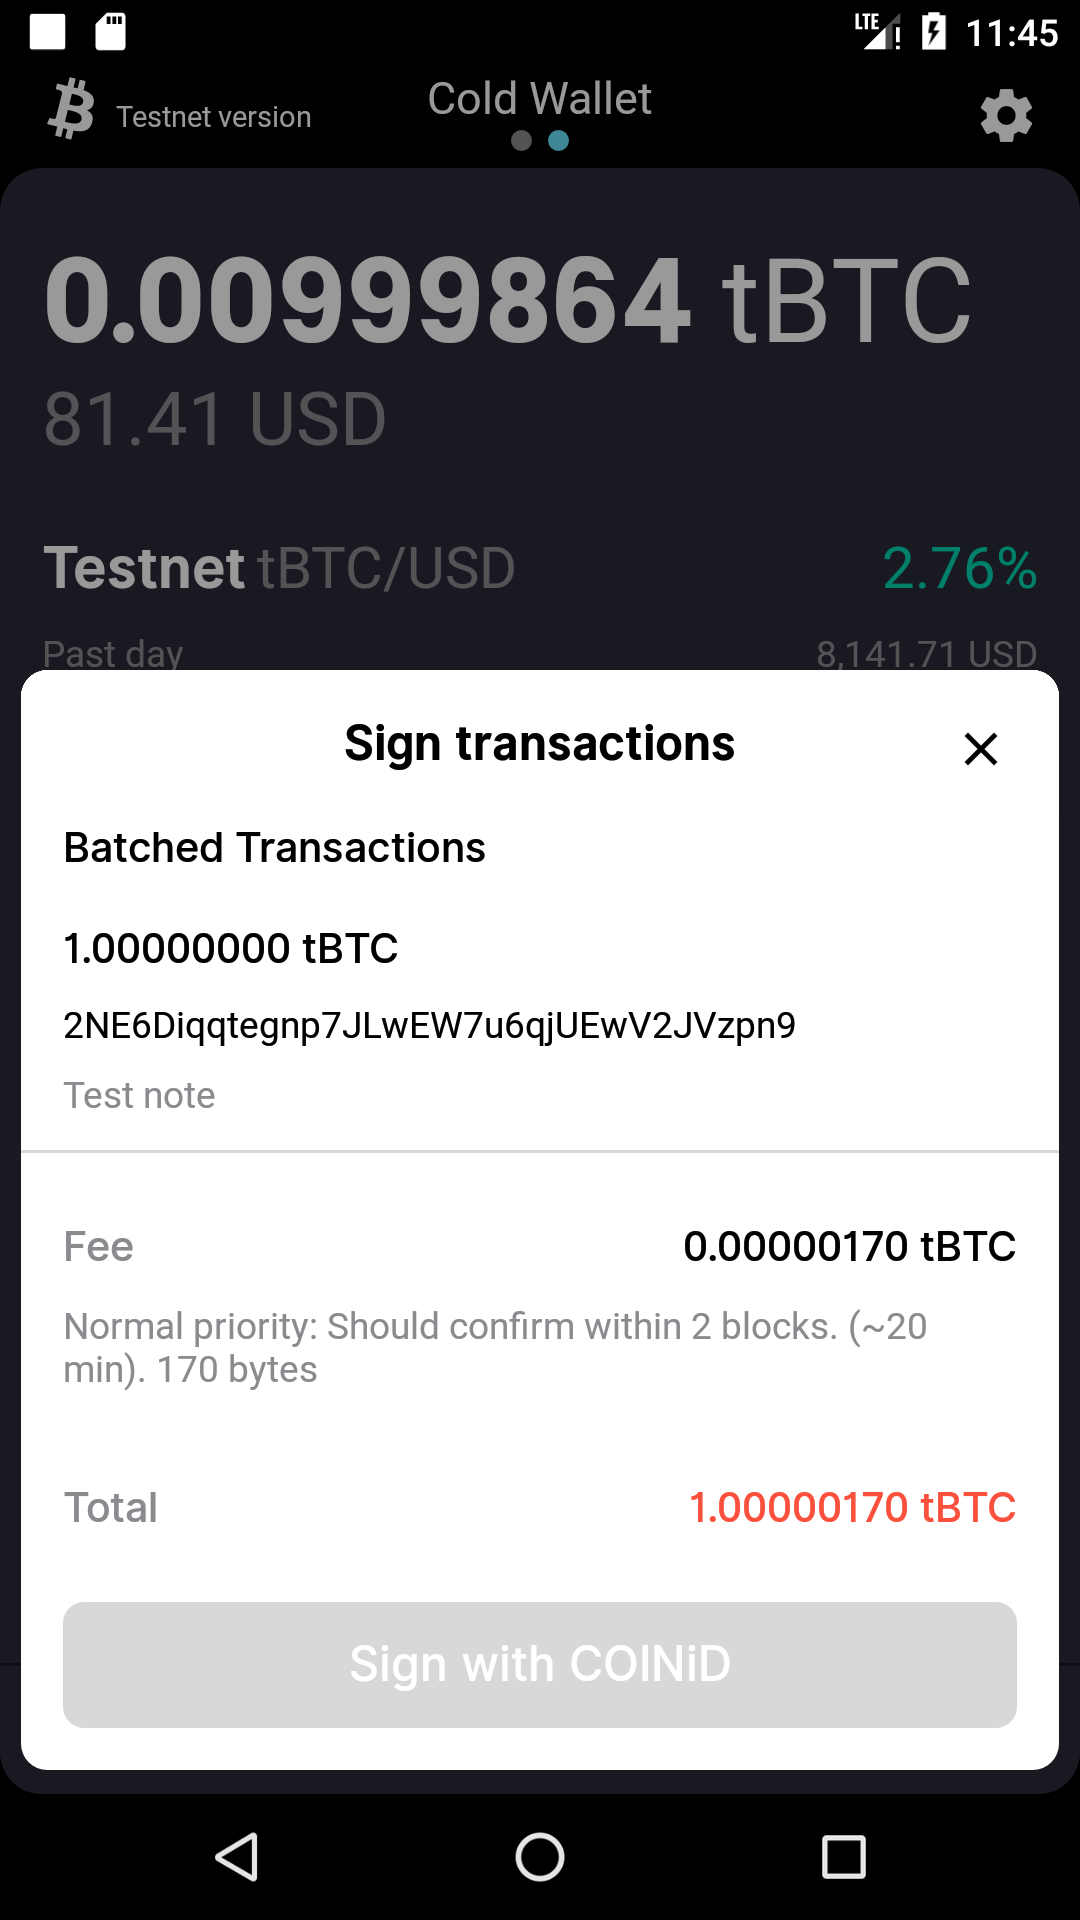 LTE 11:45
Testnet version
Cold Wallet
0.00999864 tBTC
81.41 USD
Testnet tBTC/USD 2.76%
Past day 8,141.71 USD
Sign transactions
Batched Transactions
1.00000000 tBTC
2NE6Diqqtegnp7JLwEW7u6qjUEwV2JVzpn9
Test note
Fee 0.00000170 tBTC
Normal priority: Should confirm within 2 blocks. (~20
min). 170 bytes
Total 1.00000170 tBTC
Sign with COINiD